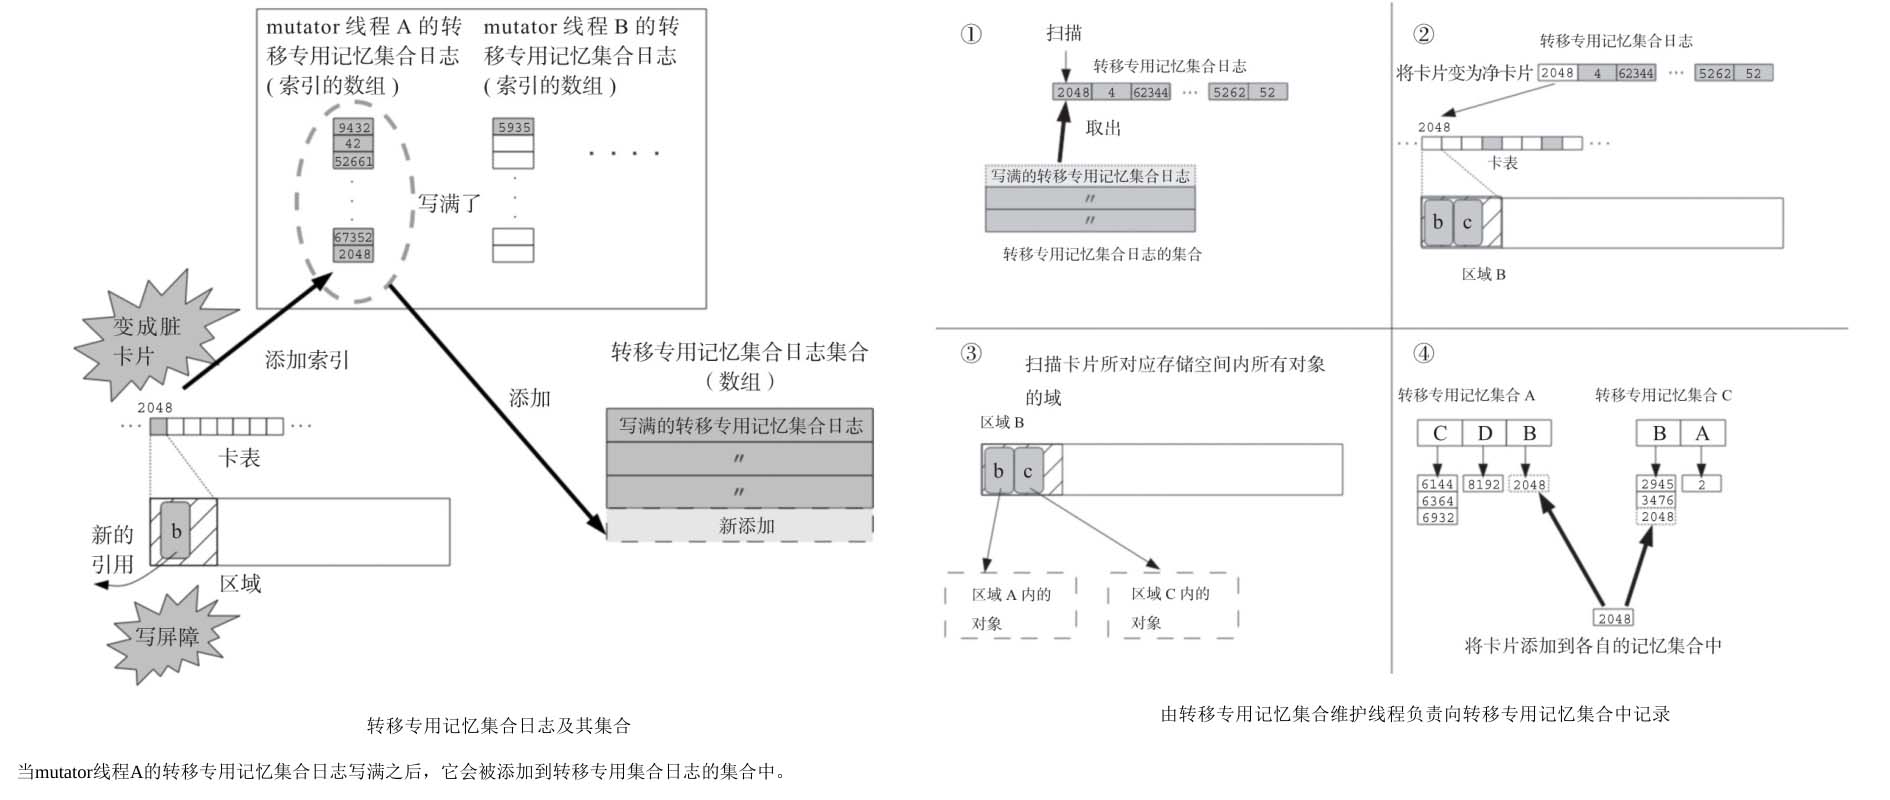 mutator 线程 A 的转
移专用记忆集合日志
( 索引的数组 )
mutator 线程 B 的转
移专用记忆集合日志
( 索引的数组 )
9432
42
52661
67352
2048
5935
写满了
变成脏
卡片
添加索引
2048
卡表
b
新的
引用
区域
写屏障
添加
转移专用记忆集合日志集合
（ 数组 ）
写满的转移专用记忆集合日志
〃
〃
新添加
转移专用记忆集合日志及其集合
当mutator线程A的转移专用记忆集合日志写满之后，它会被添加到转移专用集合日志的集合中。
①
扫描
转移专用记忆集合日志
2048 4 62344 ··· 5262 52
取出
写满的转移专用记忆集合日志
〃
〃
转移专用记忆集合日志的集合
②
转移专用记忆集合日志
将卡片变为净卡片 2048 4 62344 ··· 5262 52
2048
卡表
b c
区域 B
③
扫描卡片所对应存储空间内所有对象
的域
区域 B
b c
区域 A 内的
对象
区域 C 内的
对象
④
转移专用记忆集合 A
C D B
6144 8192 2048
6364
6932
转移专用记忆集合 C
B A
2945 2
3476
2048
2048
将卡片添加到各自的记忆集合中
由转移专用记忆集合维护线程负责向转移专用记忆集合中记录